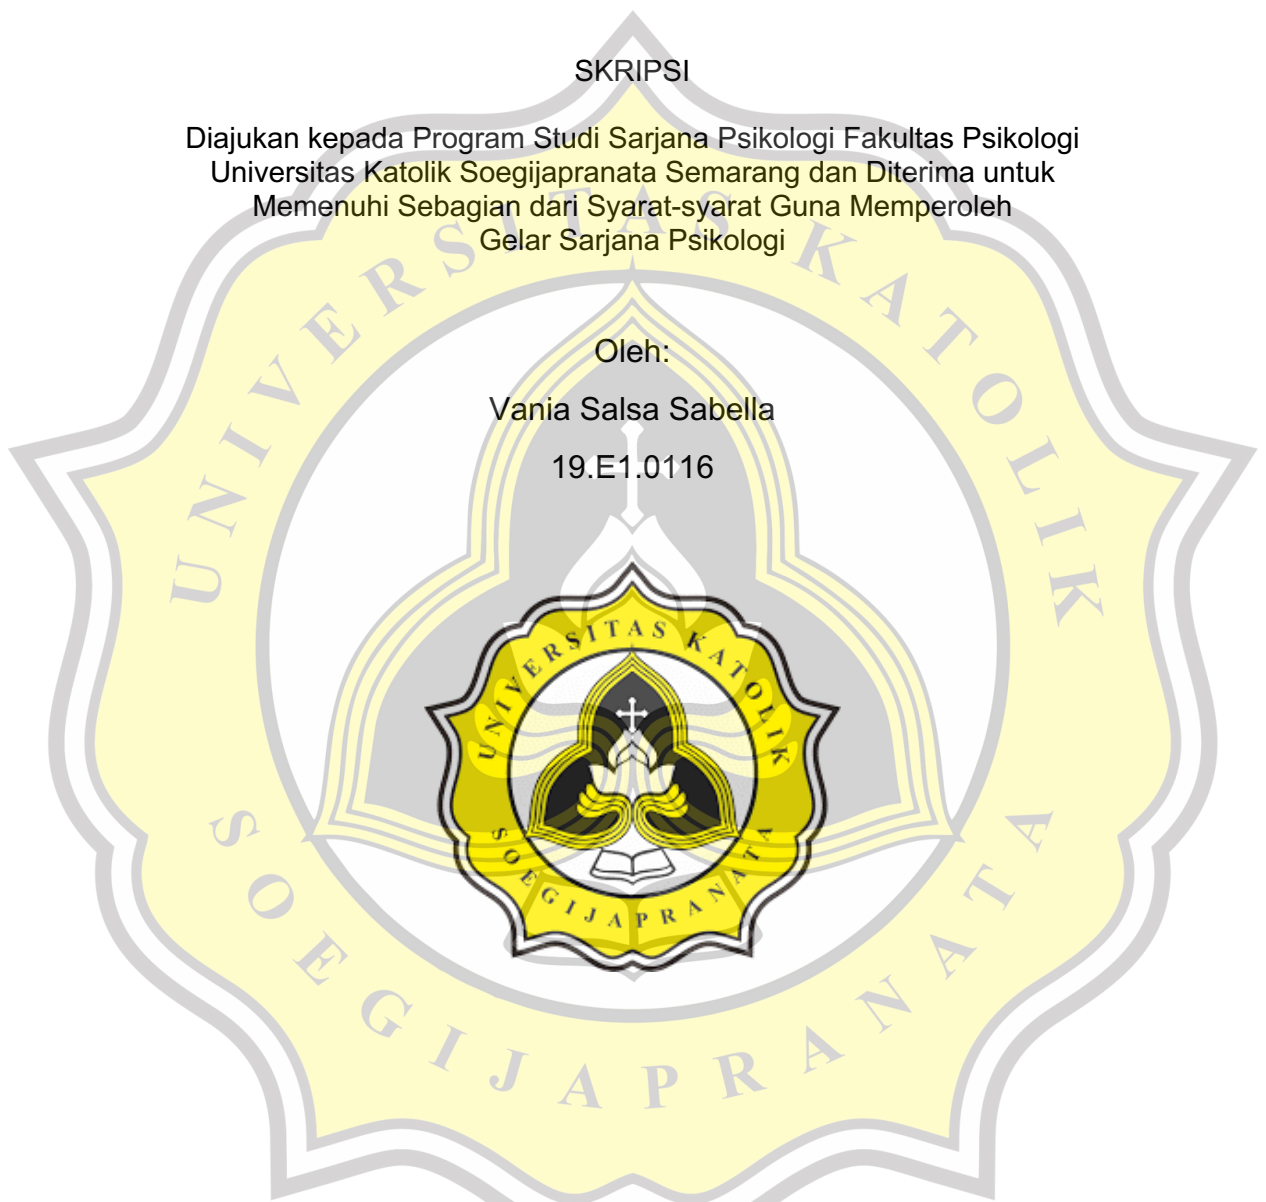 SKRIPSI
Diajukan kepada Program Studi Sarjana Psikologi Fakultas Psikologi
Universitas Katolik Soegijapranata Semarang dan Diterima untuk
Memenuhi Sebagian dari Syarat-syarat Guna Memperoleh
Gelar Sarjana Psikologi
Oleh:
Vania Salsa Sabella
19.E1.0116
UNIVERSITAS KATOLIK
SOEGIJAPRANATA
UNIVERSITAS KATOLIK
SOEGIJAPRANATA